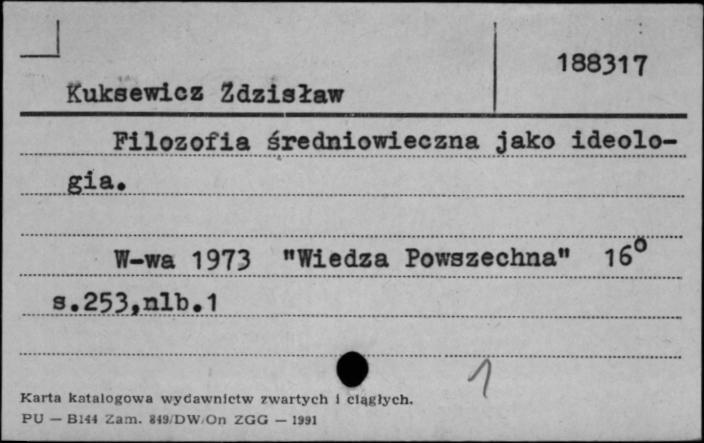 188317
Kuksewicz Zdzisław
Filozofia średniowieczna jako ideolo-
gia.
W-wa 1973 "Wiedza Powszechna" 16⁰
s.253,nlb.1
1
Karta katalogowa wydawnictw zwartych i ciągłych.
PU — B144 Zam. 849/DW/On ZGG — 1991